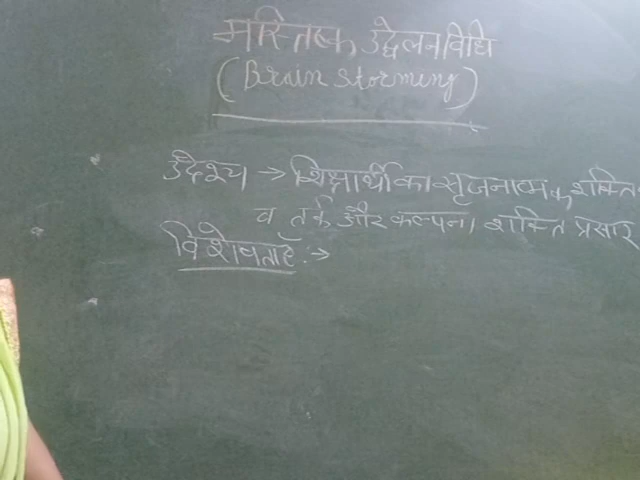 मस्तिष्क उद्वेलन विधि
(Brain storming)
उद्देश्य → शिक्षार्थी का सृजनात्मक शक्ति
व तर्क और कल्पना शक्ति प्रसार
विशेषताएँ :→